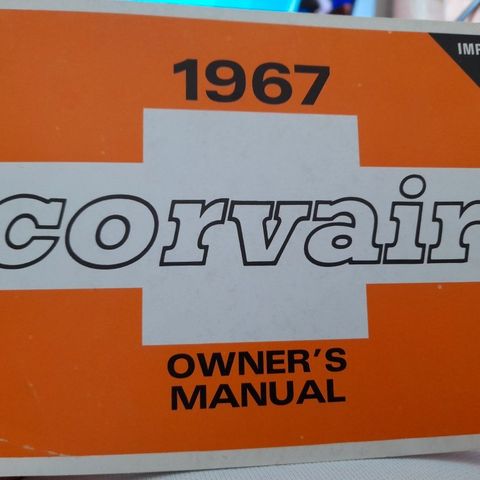 1967
corvair
OWNER'S
MANUAL